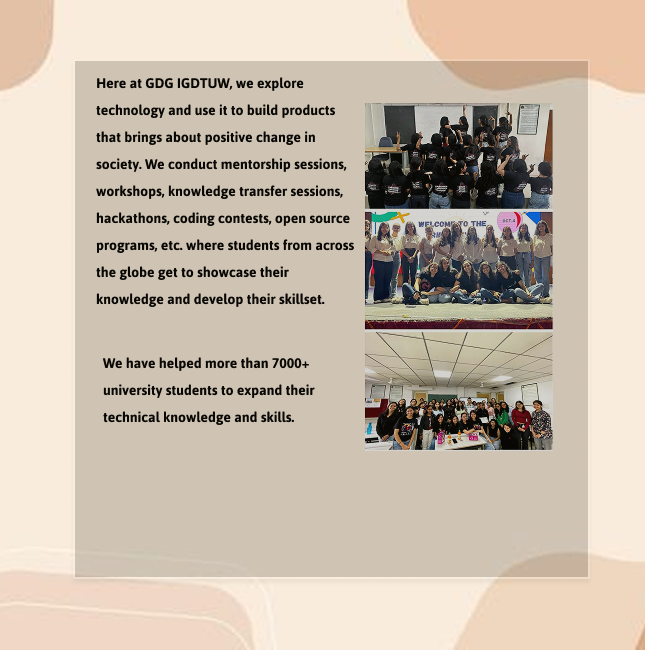 Here at GDG IGDTUW, we explore
technology and use it to build products
that brings about positive change in
society. We conduct mentorship sessions,
workshops, knowledge transfer sessions,
hackathons, coding contests, open source
programs, etc. where students from across
the globe get to showcase their
knowledge and develop their skillset.
We have helped more than 7000+
university students to expand their
technical knowledge and skills.
WELCOME TO THE